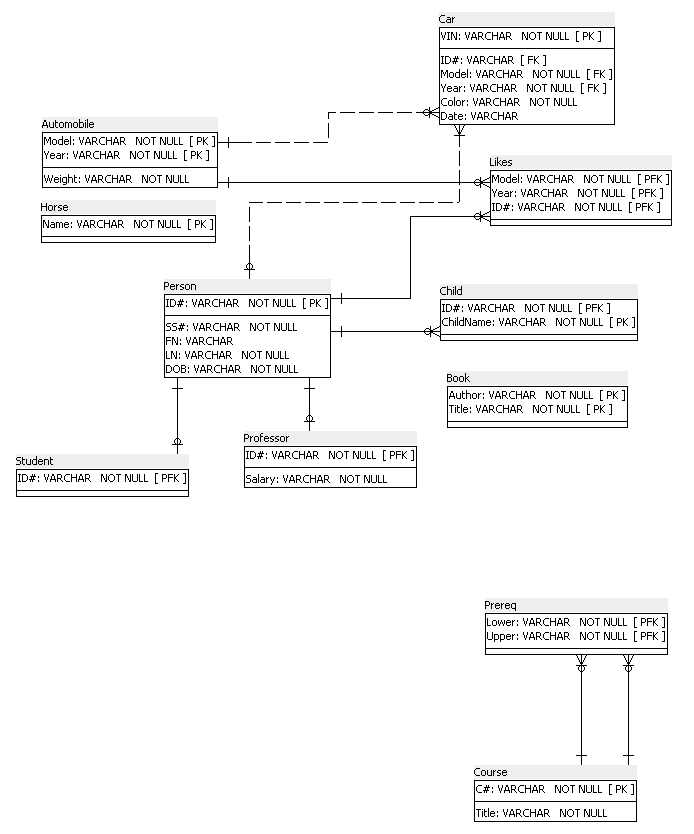 Car
VIN: VARCHAR NOT NULL [ PK ]
ID#: VARCHAR [ FK ]
Model: VARCHAR NOT NULL [ FK ]
Year: VARCHAR NOT NULL [ FK ]
Color: VARCHAR NOT NULL
Date: VARCHAR
Automobile
Model: VARCHAR NOT NULL [ PK ]
Year: VARCHAR NOT NULL [ PK ]
Weight: VARCHAR NOT NULL
Likes
Model: VARCHAR NOT NULL [ PFK ]
Year: VARCHAR NOT NULL [ PFK ]
ID#: VARCHAR NOT NULL [ PFK ]
Horse
Name: VARCHAR NOT NULL [ PK ]
Person
ID#: VARCHAR NOT NULL [ PK ]
SS#: VARCHAR NOT NULL
FN: VARCHAR
LN: VARCHAR NOT NULL
DOB: VARCHAR NOT NULL
Child
ID#: VARCHAR NOT NULL [ PFK ]
ChildName: VARCHAR NOT NULL [ PK ]
Book
Author: VARCHAR NOT NULL [ PK ]
Title: VARCHAR NOT NULL [ PK ]
Professor
ID#: VARCHAR NOT NULL [ PFK ]
Salary: VARCHAR NOT NULL
Student
ID#: VARCHAR NOT NULL [ PFK ]
Prereq
Lower: VARCHAR NOT NULL [ PFK ]
Upper: VARCHAR NOT NULL [ PFK ]
Course
C#: VARCHAR NOT NULL [ PK ]
Title: VARCHAR NOT NULL